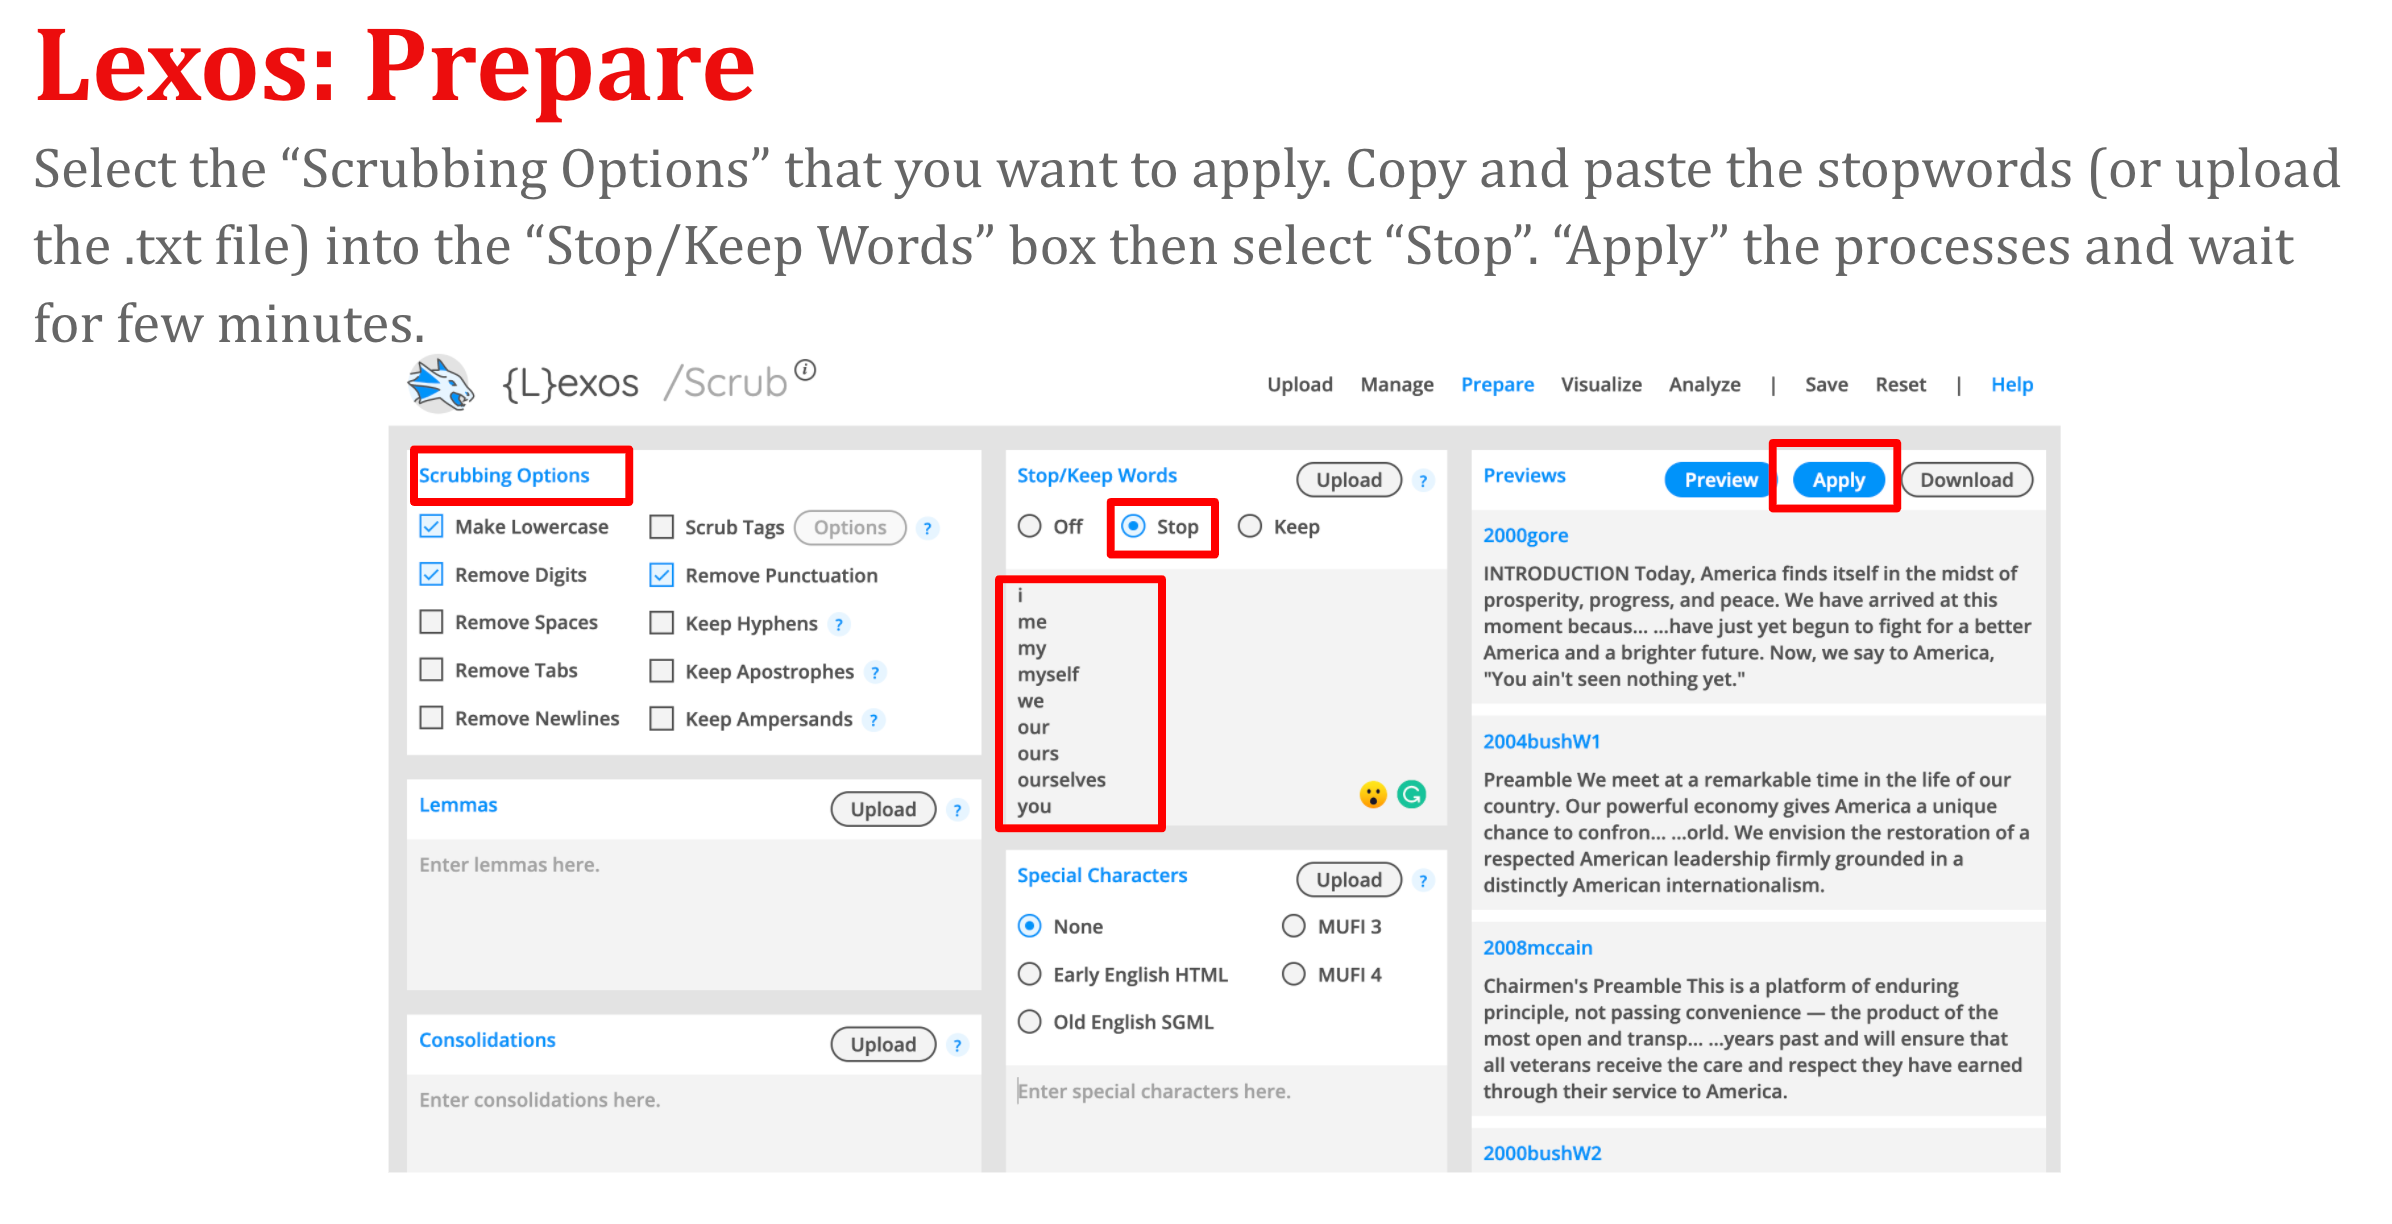 Lexos: Prepare
Select the “Scrubbing Options” that you want to apply. Copy and paste the stopwords (or upload
the .txt file) into the “Stop/Keep Words” box then select “Stop”. “Apply” the processes and wait
for few minutes.
{L}exos /Scrub i
Upload Manage Prepare Visualize Analyze | Save Reset | Help
Scrubbing Options
Make Lowercase
Scrub Tags Options ?
Remove Digits
Remove Punctuation
Remove Spaces
Keep Hyphens ?
Remove Tabs
Keep Apostrophes ?
Remove Newlines
Keep Ampersands ?
Lemmas Upload ?
Enter lemmas here.
Consolidations Upload ?
Enter consolidations here.
Stop/Keep Words Upload ?
Off Stop Keep
i
me
my
myself
we
our
ours
ourselves
you
Special Characters Upload ?
None
MUFI 3
Early English HTML
MUFI 4
Old English SGML
Enter special characters here.
Previews Preview Apply Download
2000gore
INTRODUCTION Today, America finds itself in the midst of
prosperity, progress, and peace. We have arrived at this
moment becaus... ...have just yet begun to fight for a better
America and a brighter future. Now, we say to America,
"You ain't seen nothing yet."
2004bushW1
Preamble We meet at a remarkable time in the life of our
country. Our powerful economy gives America a unique
chance to confron... ...orld. We envision the restoration of a
respected American leadership firmly grounded in a
distinctly American internationalism.
2008mccain
Chairmen's Preamble This is a platform of enduring
principle, not passing convenience — the product of the
most open and transp... ...years past and will ensure that
all veterans receive the care and respect they have earned
through their service to America.
2000bushW2